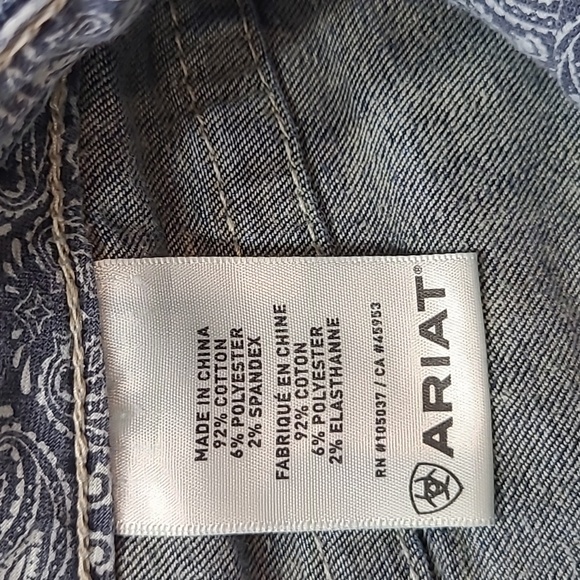 MADE IN CHINA
92% COTTON
6% POLYESTER
2% SPANDEX
FABRIQUÉ EN CHINE
92% COTON
6% POLYESTER
2% ELASTHANNE
RN #105037 / CA #45953
ARIAT®